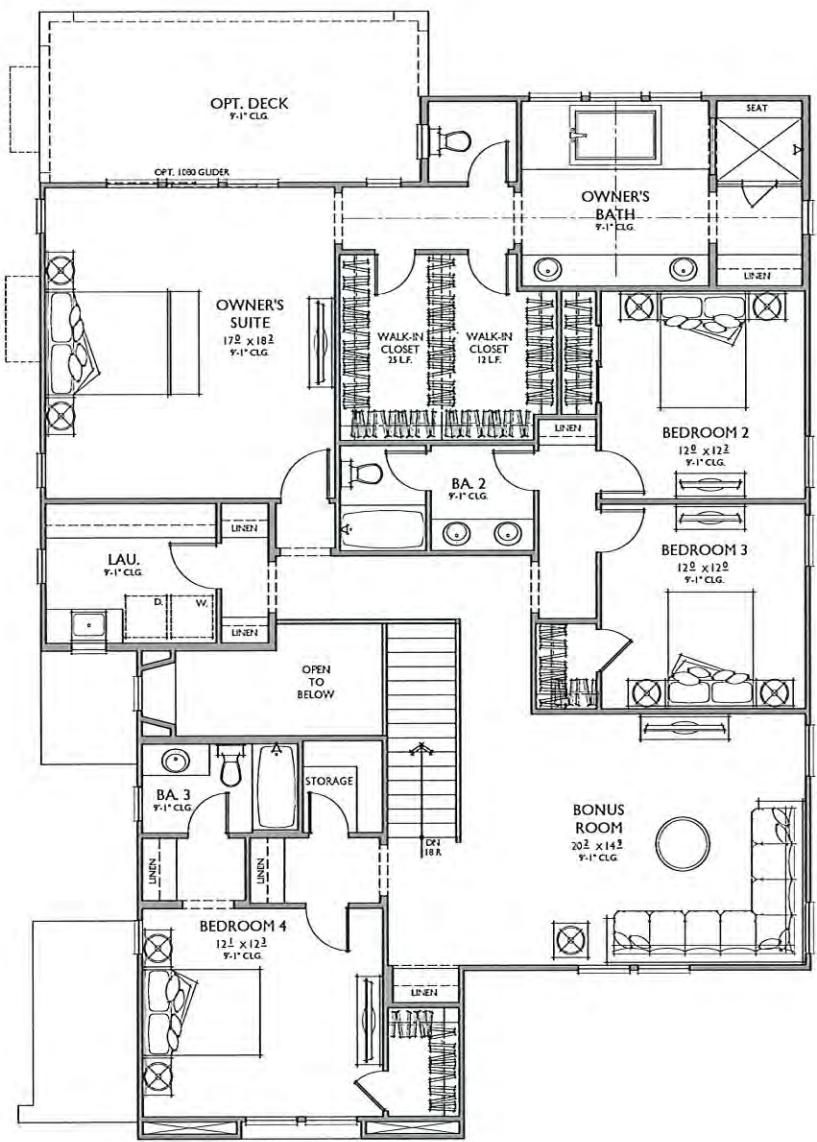 OPT. DECK
9'-1" CLG.
OPT. 1080 GLIDER
SEAT
OWNER'S
BATH
9'-1" CLG.
LINEN
OWNER'S
SUITE
17⁰ x 18²
9'-1" CLG.
WALK-IN
CLOSET
25 L.F.
WALK-IN
CLOSET
12 L.F.
LINEN
BEDROOM 2
12⁰ x 12²
9'-1" CLG.
BA. 2
9'-1" CLG.
LINEN
LAU.
9'-1" CLG.
D.
W.
LINEN
BEDROOM 3
12⁰ x 12⁰
9'-1" CLG.
OPEN
TO
BELOW
BA. 3
9'-1" CLG.
STORAGE
DN
18 R
BONUS
ROOM
20² x 14⁹
9'-1" CLG.
LINEN
LINEN
BEDROOM 4
12¹ x 12³
9'-1" CLG.
LINEN